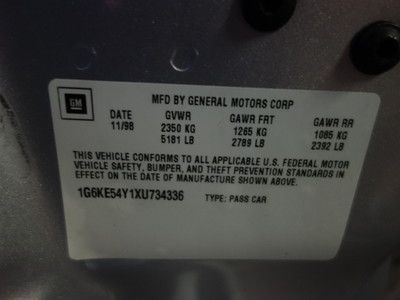 GM
MFD BY GENERAL MOTORS CORP
DATE GVWR GAWR FRT GAWR RR
11/98 2350 KG 1265 KG 1085 KG
5181 LB 2789 LB 2392 LB
THIS VEHICLE CONFORMS TO ALL APPLICABLE U.S. FEDERAL MOTOR
VEHICLE SAFETY, BUMPER, AND THEFT PREVENTION STANDARDS IN
EFFECT ON THE DATE OF MANUFACTURE SHOWN ABOVE.
1G6KE54Y1XU734336 TYPE: PASS CAR